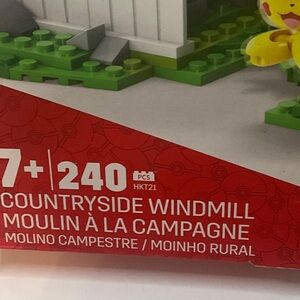 7+ 240 PCS
HKT21
COUNTRYSIDE WINDMILL
MOULIN À LA CAMPAGNE
MOLINO CAMPESTRE / MOINHO RURAL